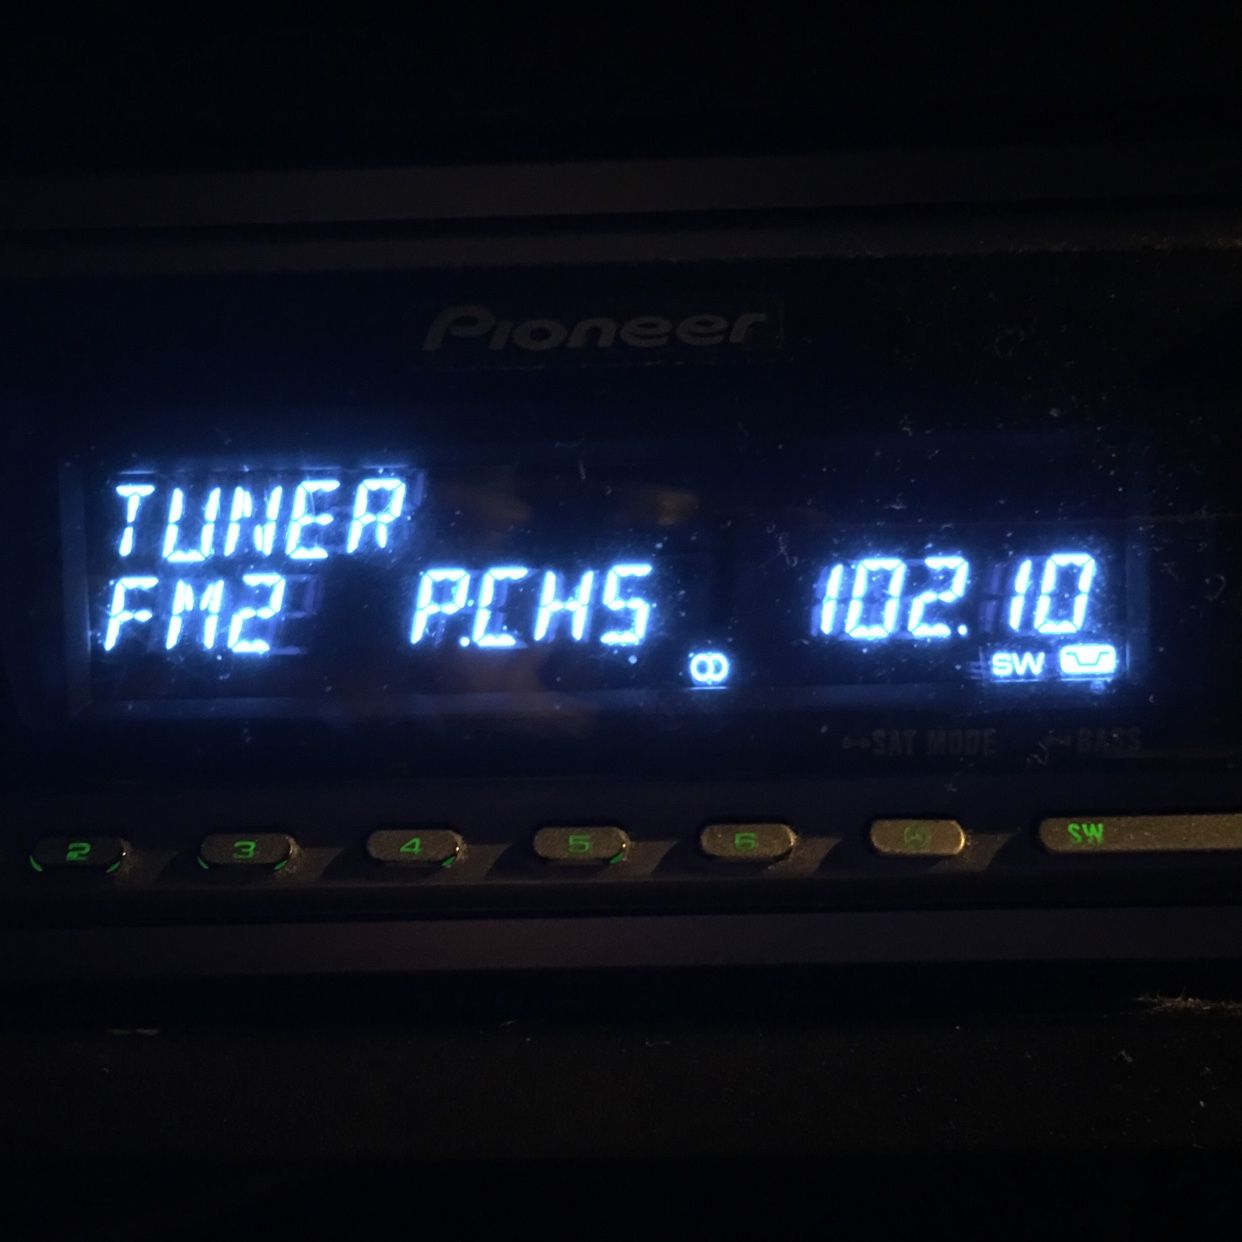 Pioneer
TUNER
FM2 P.CH5 102.10
SW
SAT MODE BASS
2 3 4 5 6 SW